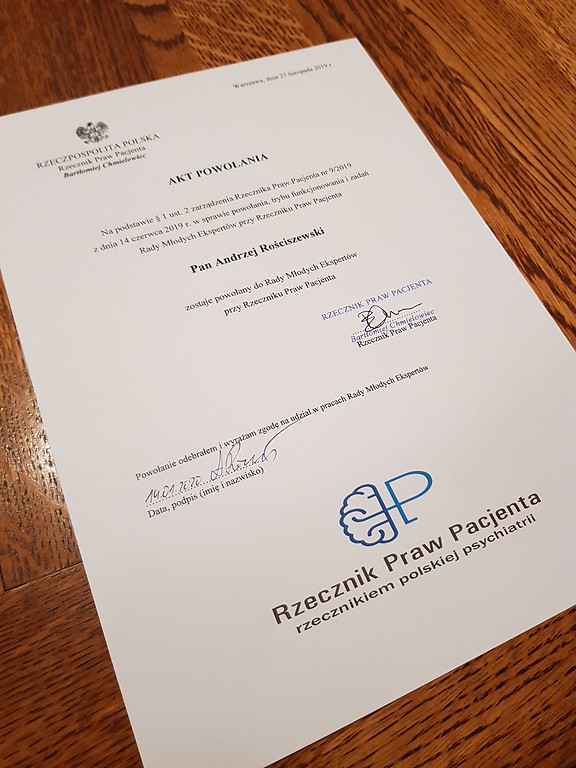 Warszawa, dnia 27 listopada 2019 r.
RZECZPOSPOLITA POLSKA
Rzecznik Praw Pacjenta
Bartłomiej Chmielowiec
AKT POWOŁANIA
Na podstawie § 1 ust. 2 zarządzenia Rzecznika Praw Pacjenta nr 9/2019
z dnia 14 czerwca 2019 r. w sprawie powołania, trybu funkcjonowania i zadań
Rady Młodych Ekspertów przy Rzeczniku Praw Pacjenta
Pan Andrzej Rościszewski
zostaje powołany do Rady Młodych Ekspertów
przy Rzeczniku Praw Pacjenta
RZECZNIK PRAW PACJENTA
Bartłomiej Chmielowiec
Rzecznik Praw Pacjenta
Powołanie odebrałem i wyrażam zgodę na udział w pracach Rady Młodych Ekspertów
14.01.2020
Data, podpis (imię i nazwisko)
P
Rzecznik Praw Pacjenta
rzecznikiem polskiej psychiatrii